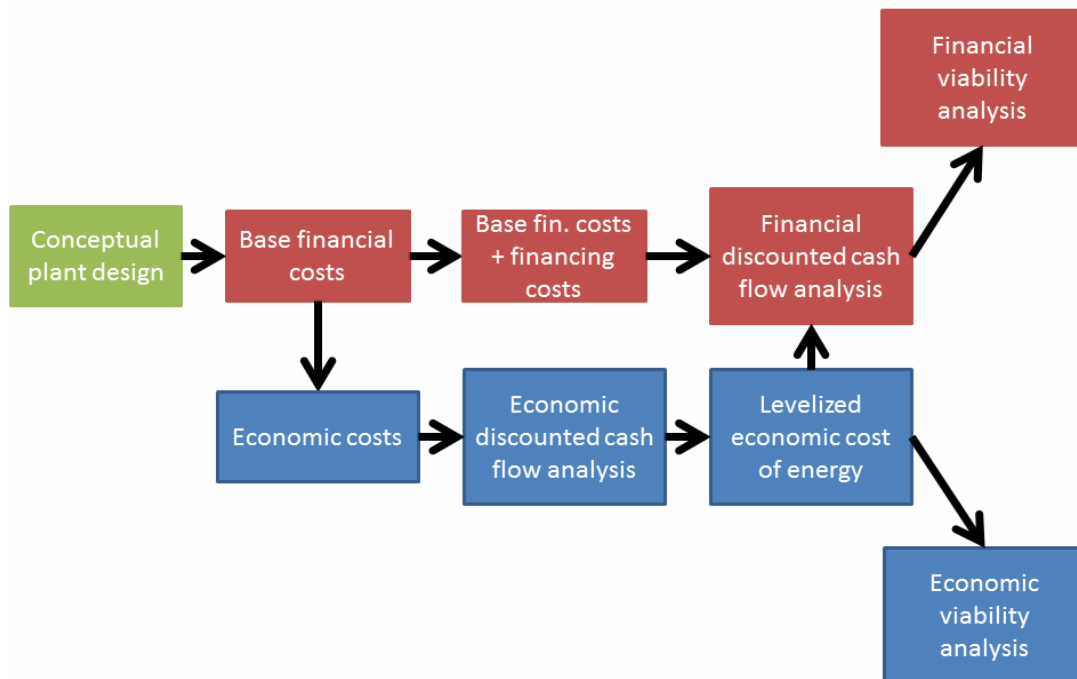 Financial
viability
analysis
Conceptual
plant design
Base financial
costs
Base fin. costs
+ financing
costs
Financial
discounted cash
flow analysis
Economic costs
Economic
discounted cash
flow analysis
Levelized
economic cost
of energy
Economic
viability
analysis